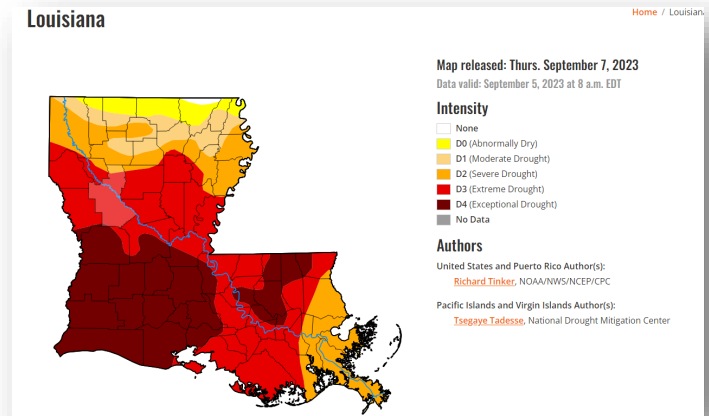 Louisiana
Home / Louisiana
Map released: Thurs. September 7, 2023
Data valid: September 5, 2023 at 8 a.m. EDT
Intensity
None
D0 (Abnormally Dry)
D1 (Moderate Drought)
D2 (Severe Drought)
D3 (Extreme Drought)
D4 (Exceptional Drought)
No Data
Authors
United States and Puerto Rico Author(s):
Richard Tinker, NOAA/NWS/NCEP/CPC
Pacific Islands and Virgin Islands Author(s):
Tsegaye Tadesse, National Drought Mitigation Center